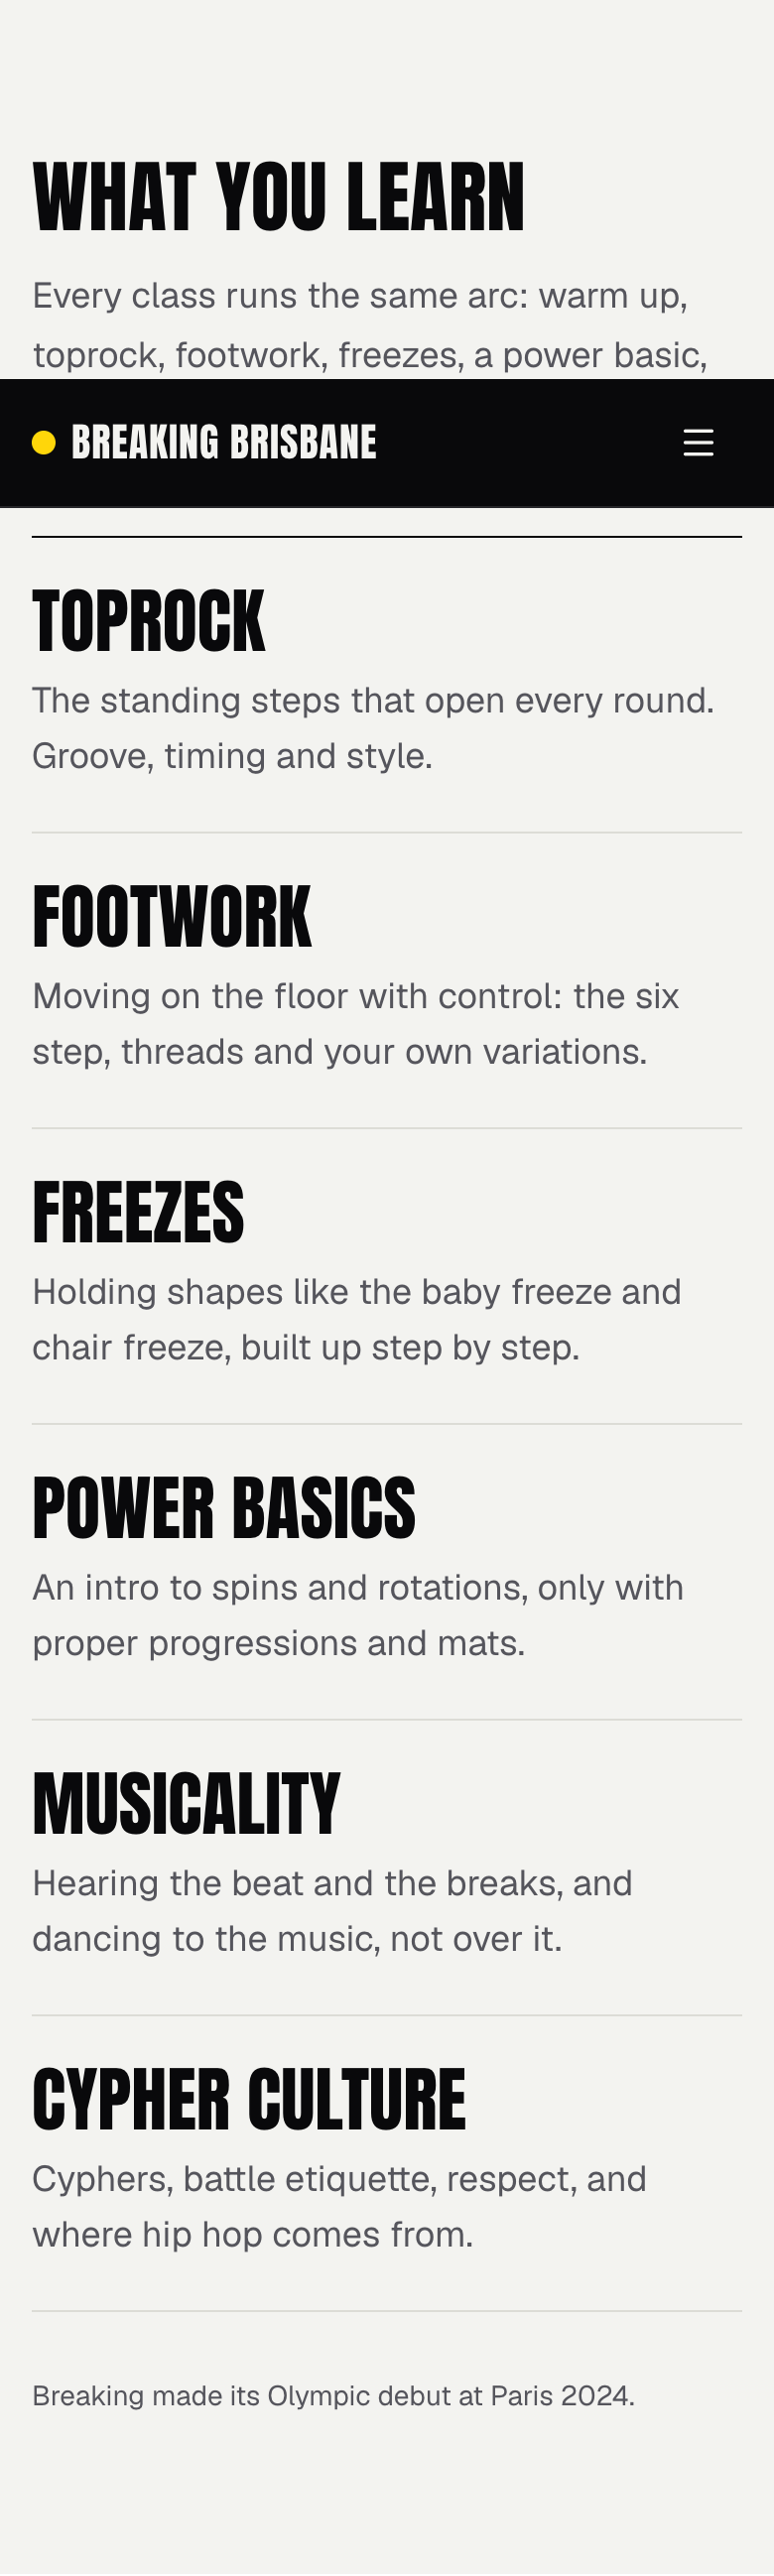 WHAT YOU LEARN
Every class runs the same arc: warm up,
toprock, footwork, freezes, a power basic,
BREAKING BRISBANE
TOPROCK
The standing steps that open every round.
Groove, timing and style.
FOOTWORK
Moving on the floor with control: the six
step, threads and your own variations.
FREEZES
Holding shapes like the baby freeze and
chair freeze, built up step by step.
POWER BASICS
An intro to spins and rotations, only with
proper progressions and mats.
MUSICALITY
Hearing the beat and the breaks, and
dancing to the music, not over it.
CYPHER CULTURE
Cyphers, battle etiquette, respect, and
where hip hop comes from.
Breaking made its Olympic debut at Paris 2024.